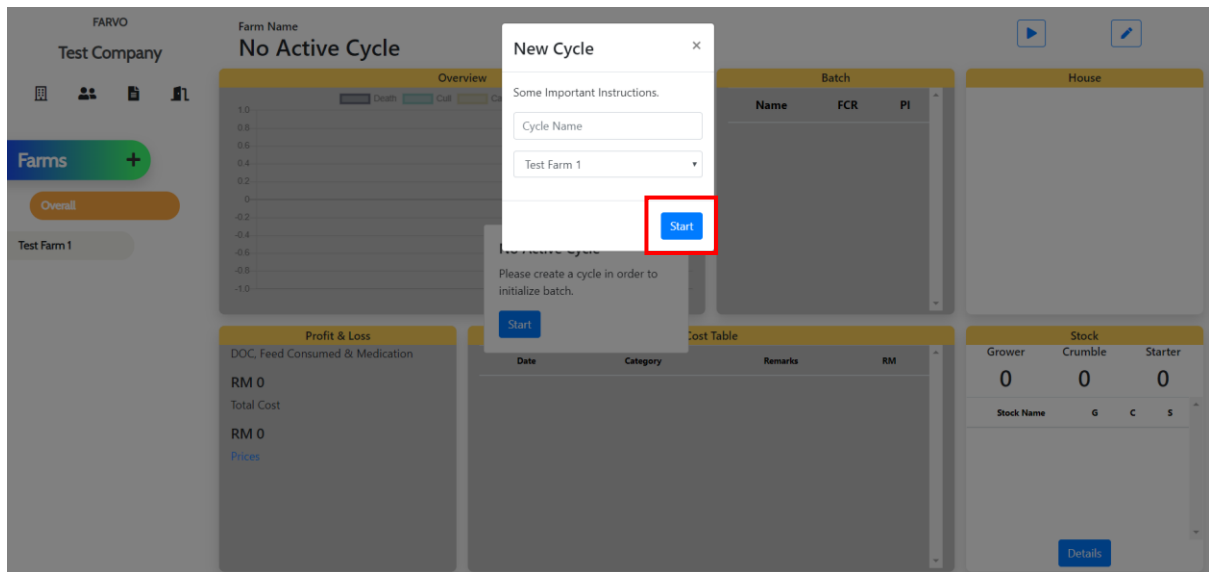 FARVO
Test Company
Farms +
Overall
Test Farm 1
Farm Name
No Active Cycle
Overview
Death Cull Ca
1.0
0.8
0.6
0.4
0.2
0
-0.2
-0.4
-0.6
-0.8
-1.0
New Cycle ×
Some Important Instructions.
Cycle Name
Test Farm 1
Start
No Active Cycle
Please create a cycle in order to
initialize batch.
Start
Batch
Name FCR PI
House
Profit & Loss
DOC, Feed Consumed & Medication
RM 0
Total Cost
RM 0
Prices
Cost Table
Date Category Remarks RM
Stock
Grower Crumble Starter
0 0 0
Stock Name G C S
Details